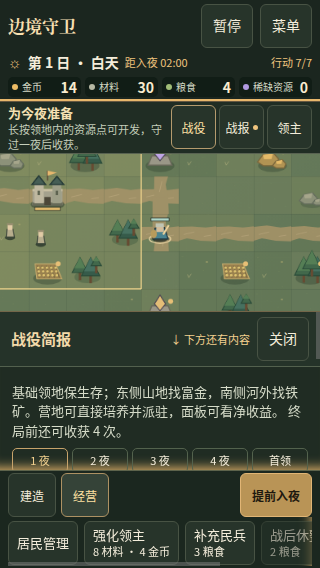 边境守卫
暂停
菜单
第 1 日 · 白天 距入夜 02:00
行动 7/7
金币 14 材料 30 粮食 4 稀缺资源 0
为今夜准备
长按领地内的资源点可开发，守
过一夜后收获。
战役
战报
领主
战役简报
↓ 下方还有内容
关闭
基础领地保生存；东侧山地找富金，南侧河外找铁
矿。营地可直接培养并派驻，面板可看净收益。 终
局前还可收获 4 次。
1 夜 2 夜 3 夜 4 夜 首领
建造
经营
提前入夜
居民管理
强化领主
8 材料 · 4 金币
补充民兵
3 粮食
战后休
2 粮食